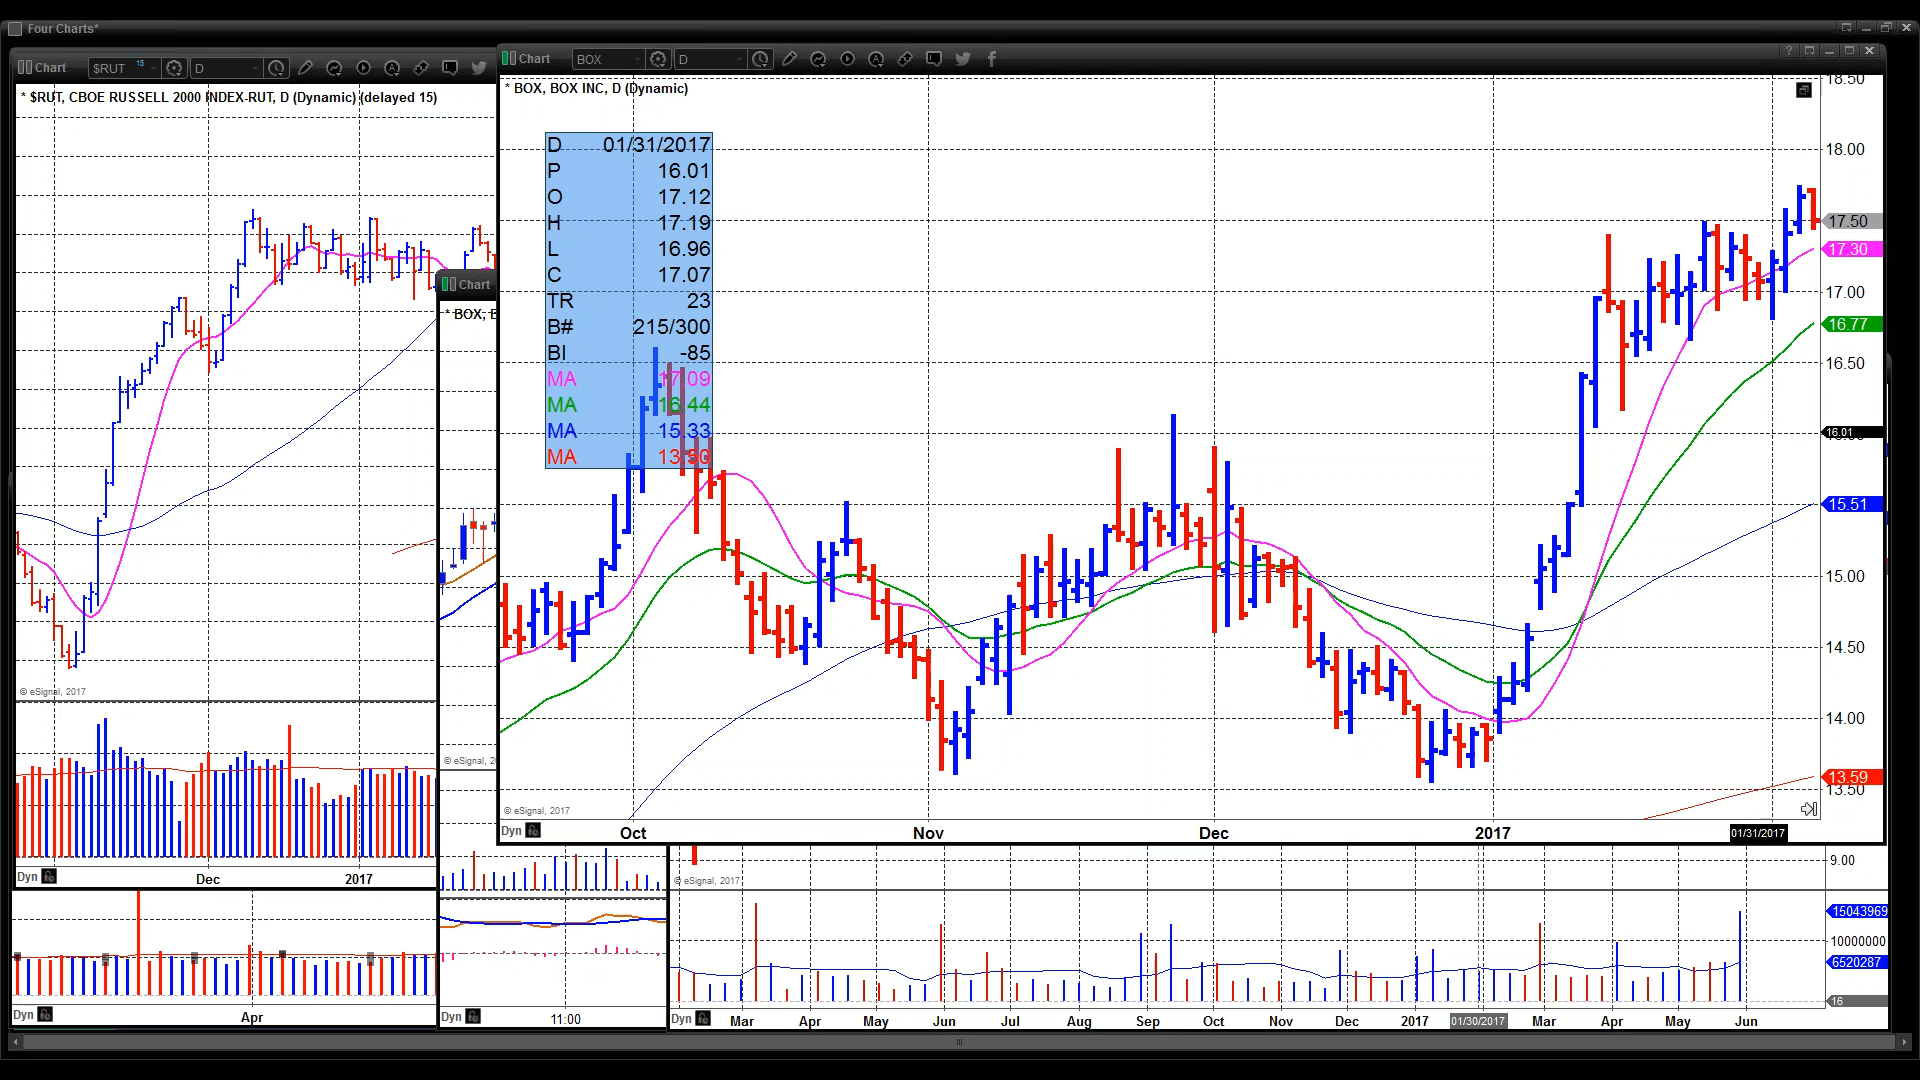 Four Charts*
Chart
$RUT 15
D
* $RUT, CBOE RUSSELL 2000 INDEX-RUT, D (Dynamic) (delayed 15)
© eSignal, 2017
Dyn
Dec
2017
Dyn
Apr
Chart
* BOX, B
© eSignal, 20
Dyn
11:00
Chart
BOX
D
* BOX, BOX INC, D (Dynamic)
D 01/31/2017
P 16.01
O 17.12
H 17.19
L 16.96
C 17.07
TR 23
B# 215/300
BI -85
MA 17.09
MA 16.44
MA 15.33
MA 13.50
18.50
18.00
17.50
17.30
17.00
16.77
16.50
16.01
15.51
15.00
14.50
14.00
13.59
13.50
© eSignal, 2017
Dyn
Oct
Nov
Dec
2017
01/31/2017
9.00
© eSignal, 2017
15043969
10000000
6520287
16
Dyn
Mar
Apr
May
Jun
Jul
Aug
Sep
Oct
Nov
Dec
2017
01/30/2017
Mar
Apr
May
Jun